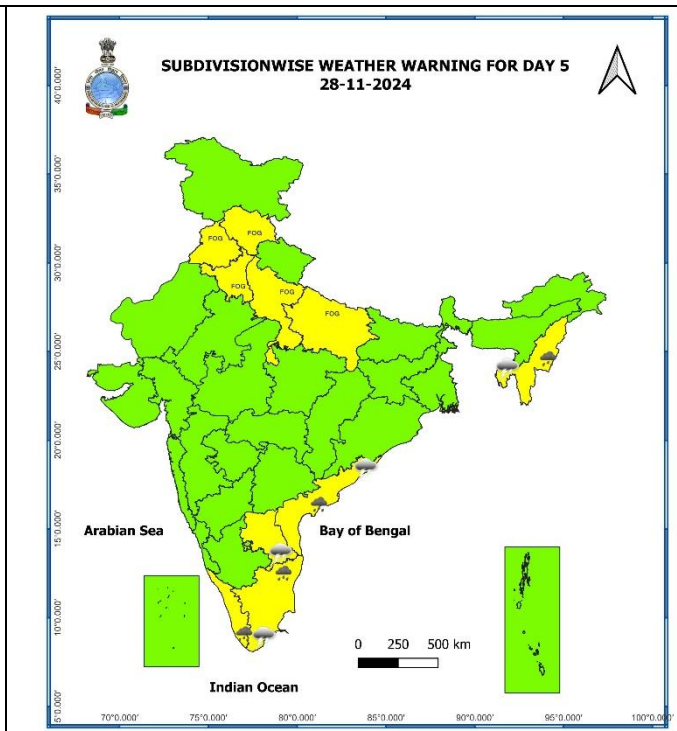 SUBDIVISIONWISE WEATHER WARNING FOR DAY 5
28-11-2024
40°0.000'
35°0.000'
30°0.000'
25°0.000'
20°0.000'
15°0.000'
10°0.000'
5°0.000'
FOG
FOG
FOG
FOG
FOG
Arabian Sea
Bay of Bengal
0 250 500 km
Indian Ocean
70°0.000' 75°0.000' 80°0.000' 85°0.000' 90°0.000' 95°0.000' 100°0.000'